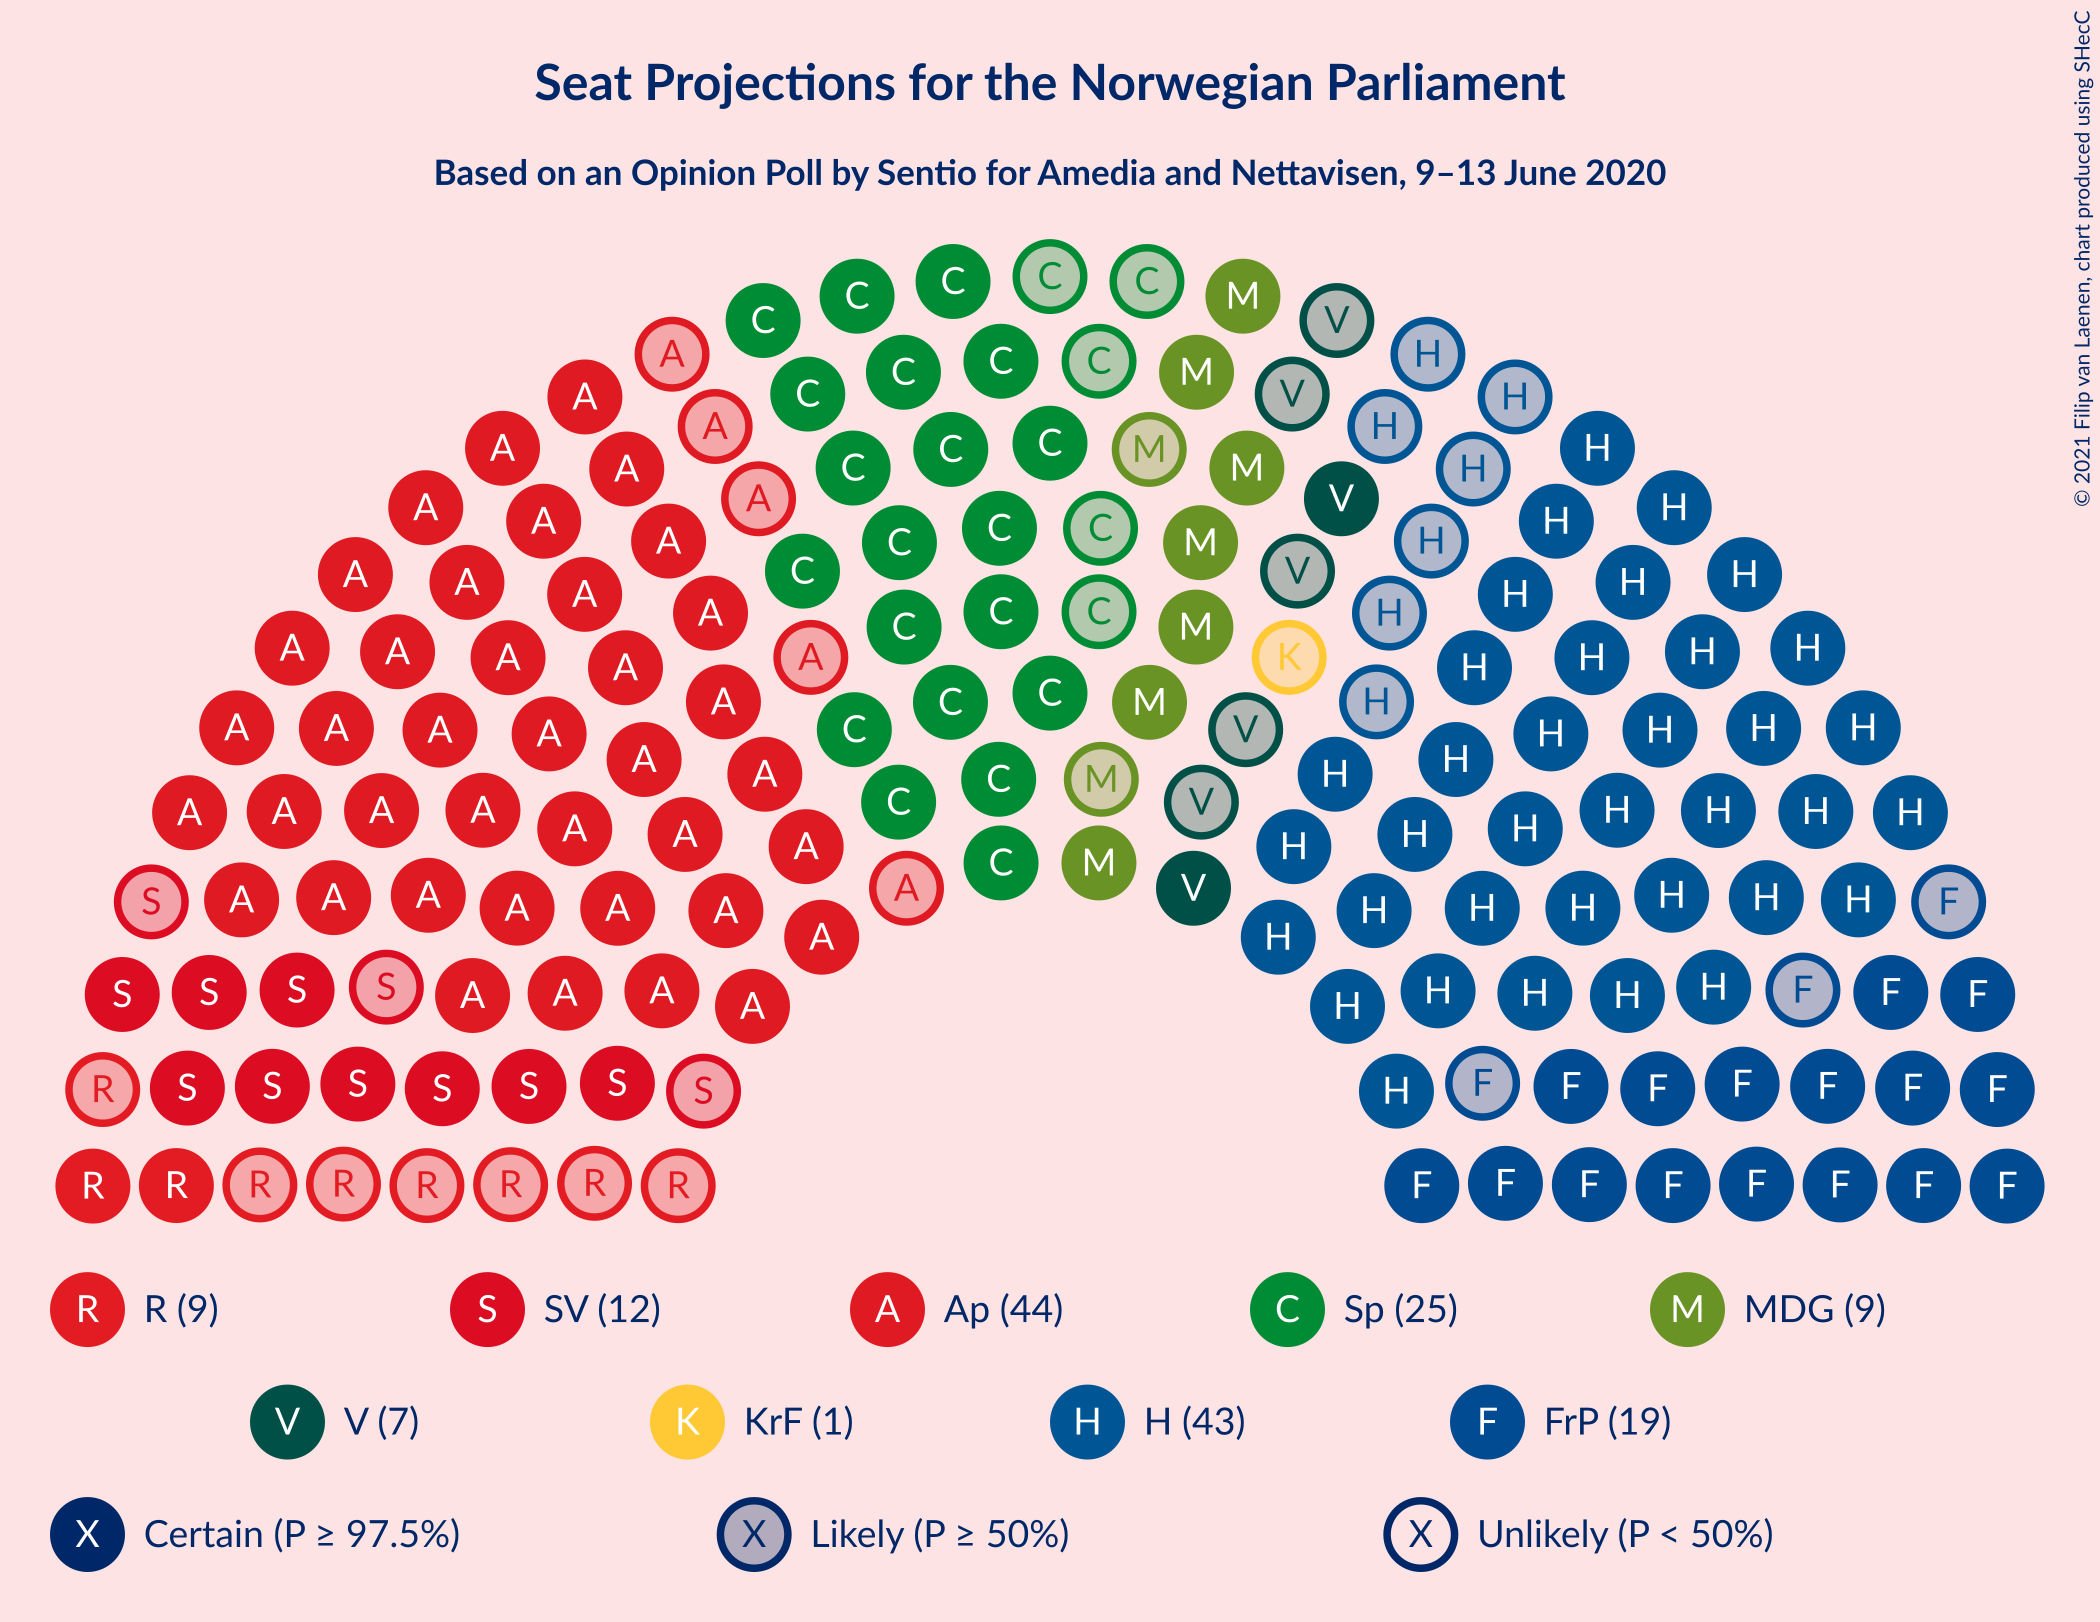 Seat Projections for the Norwegian Parliament
Based on an Opinion Poll by Sentio for Amedia and Nettavisen, 9–13 June 2020
© 2021 Filip van Laenen, chart produced using SHecC
C C C C C M V
A C C C C M V H H
A A C C C M M V H H H
A A A C C C C M V H H H
A A A A C C C M K H H H H
A A A A A C C C M V H H H H H
A A A A A A C C M V H H H H H H
A A A A A A A C M V H H H H H H H
S A A A A A A A A H H H H H H H F
S S S S A A A A H H H H H F F F
R S S S S S S S H F F F F F F F
R R R R R R R R F F F F F F F F
R R (9) S SV (12) A Ap (44) C Sp (25) M MDG (9)
V V (7) K KrF (1) H H (43) F FrP (19)
X Certain (P ≥ 97.5%) X Likely (P ≥ 50%) X Unlikely (P < 50%)